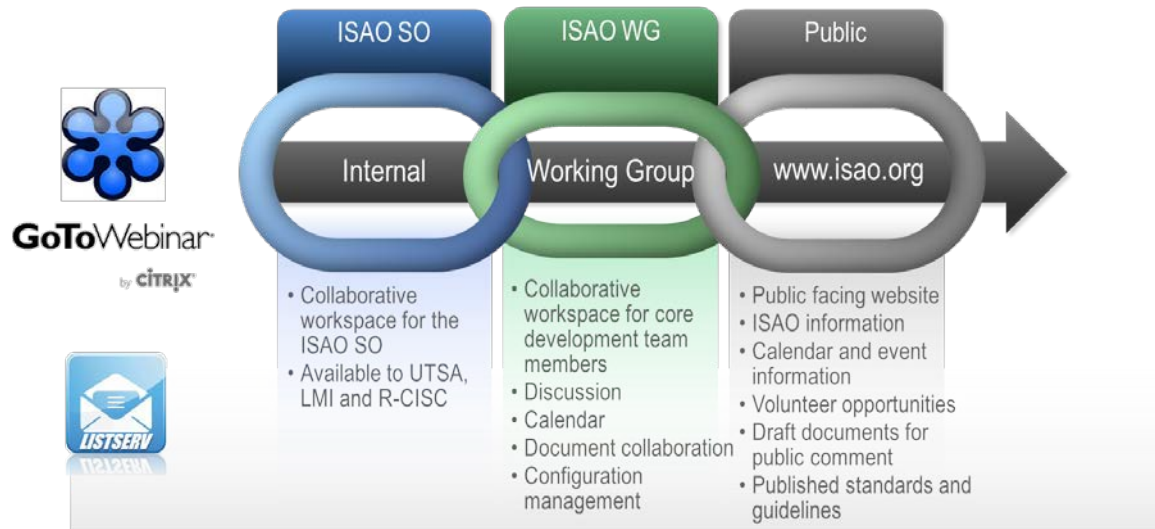 ISAO SO
ISAO WG
Public
Internal
Working Group
www.isao.org
GoToWebinar
by CİTRIX
LISTSERV
• Collaborative
workspace for the
ISAO SO
• Available to UTSA,
LMI and R-CISC
• Collaborative
workspace for core
development team
members
• Discussion
• Calendar
• Document collaboration
• Configuration
management
• Public facing website
• ISAO information
• Calendar and event
information
• Volunteer opportunities
• Draft documents for
public comment
• Published standards and
guidelines